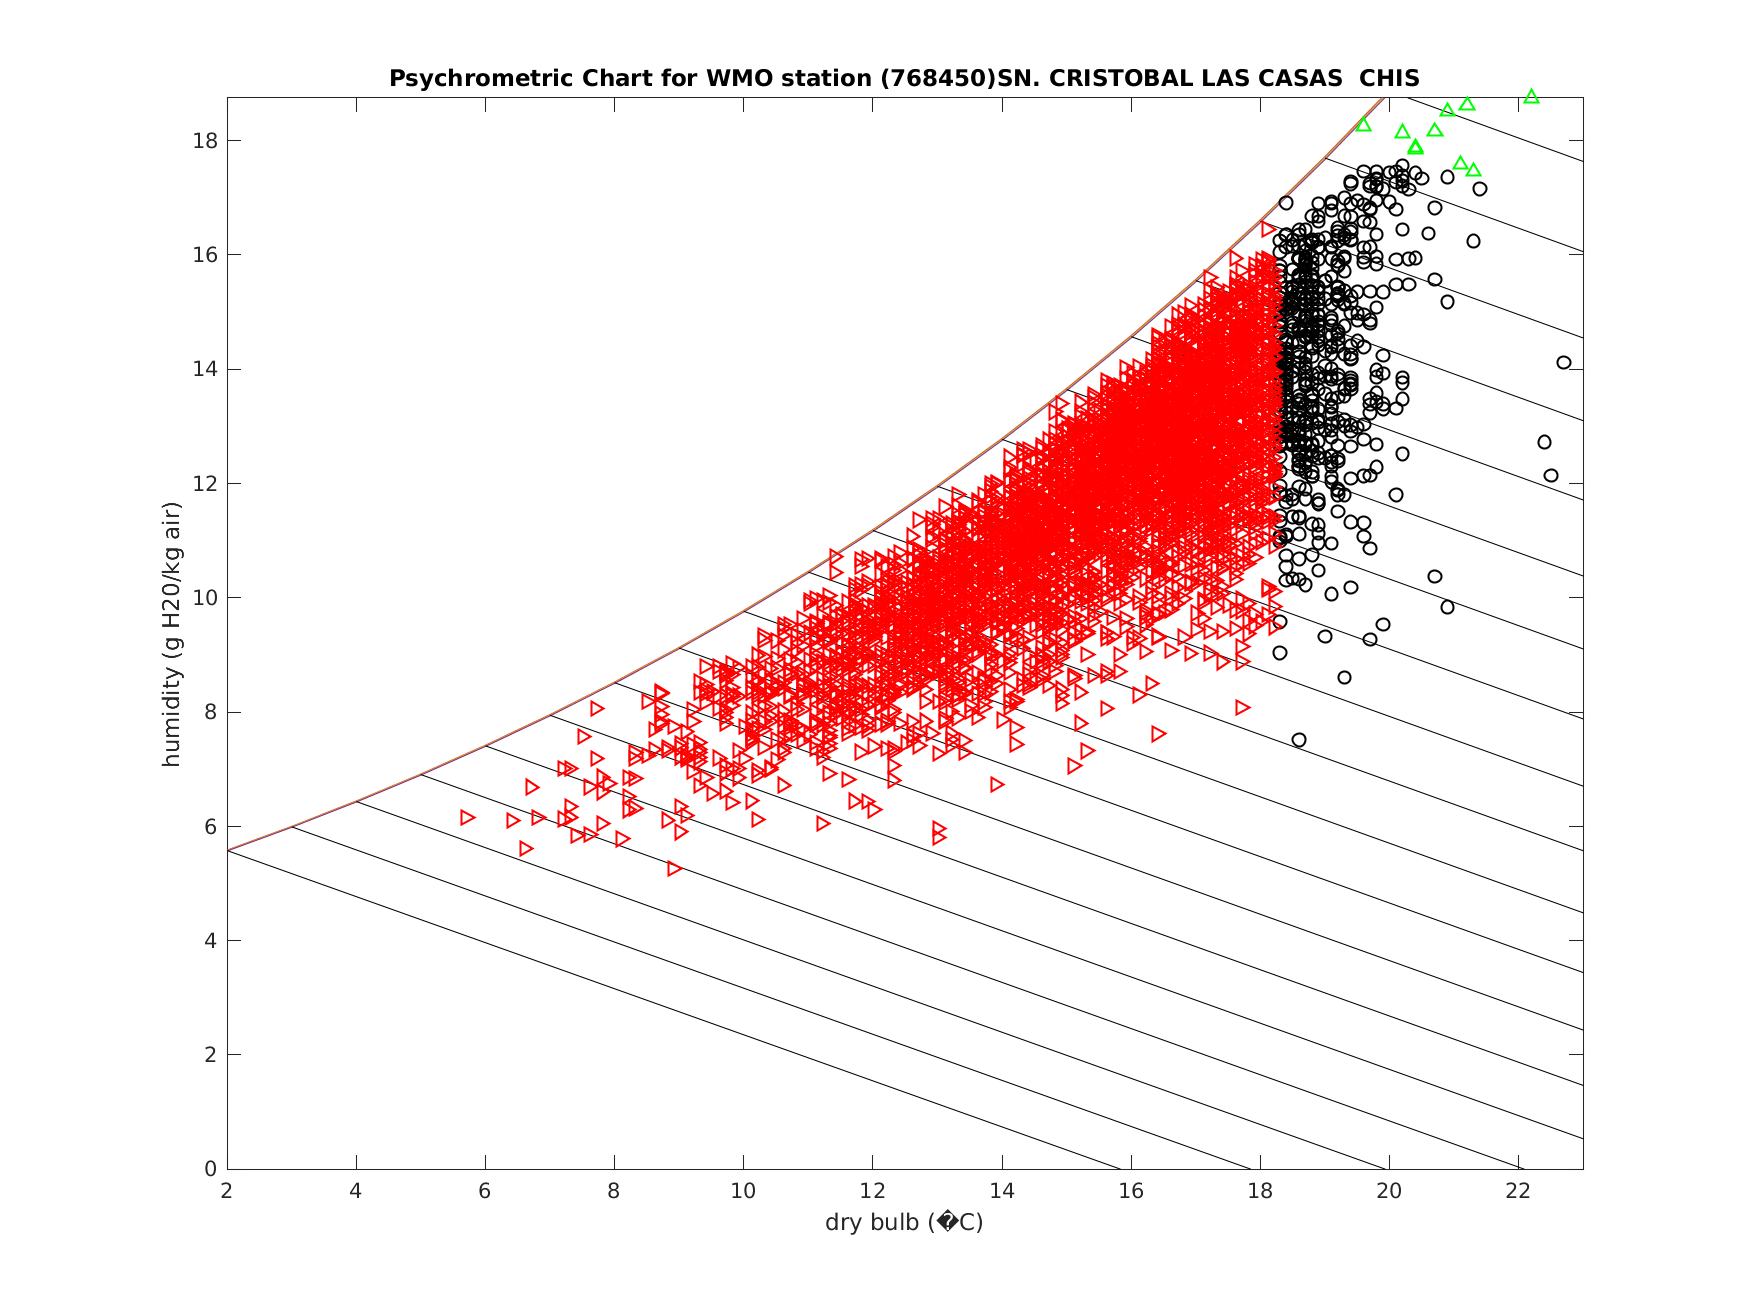 Psychrometric Chart for WMO station (768450)SN. CRISTOBAL LAS CASAS  CHIS
humidity (g H20/kg air)
18
16
14
12
10
8
6
4
2
0
2 4 6 8 10 12 14 16 18 20 22
dry bulb (�C)